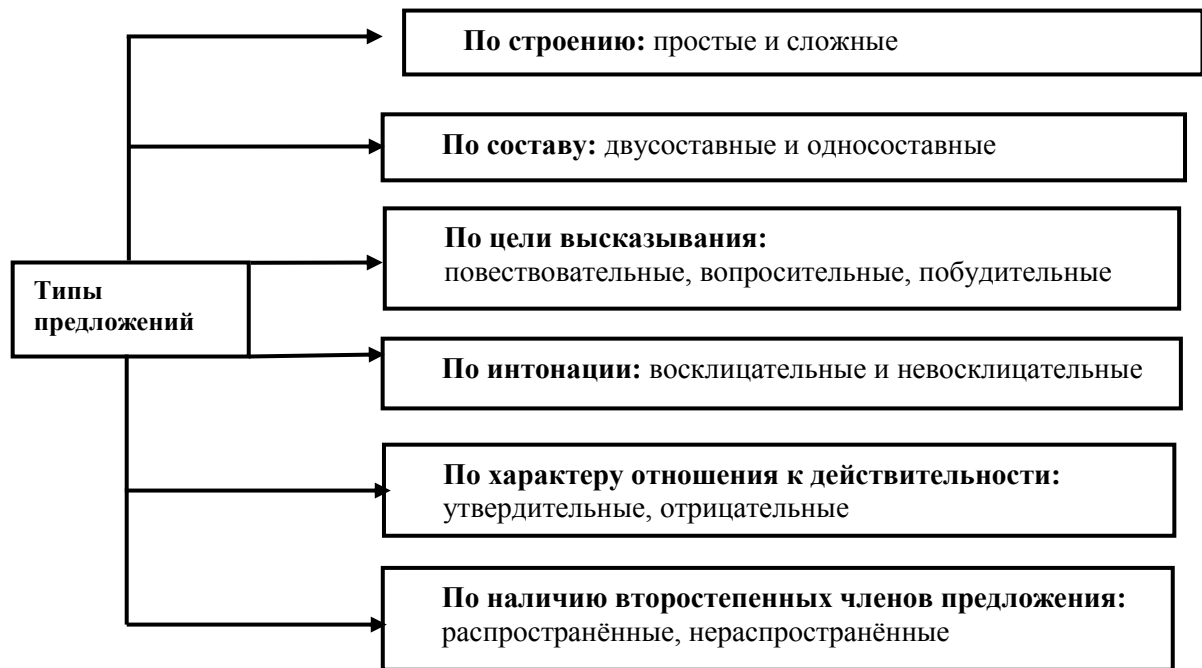 По строению: простые и сложные
По составу: двусоставные и односоставные
По цели высказывания:
повествовательные, вопросительные, побудительные
Типы
предложений
По интонации: восклицательные и невосклицательные
По характеру отношения к действительности:
утвердительные, отрицательные
По наличию второстепенных членов предложения:
распространённые, нераспространённые